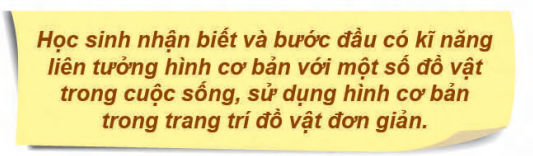 Học sinh nhận biết và bước đầu có kĩ năng
liên tưởng hình cơ bản với một số đồ vật
trong cuộc sống, sử dụng hình cơ bản
trong trang trí đồ vật đơn giản.